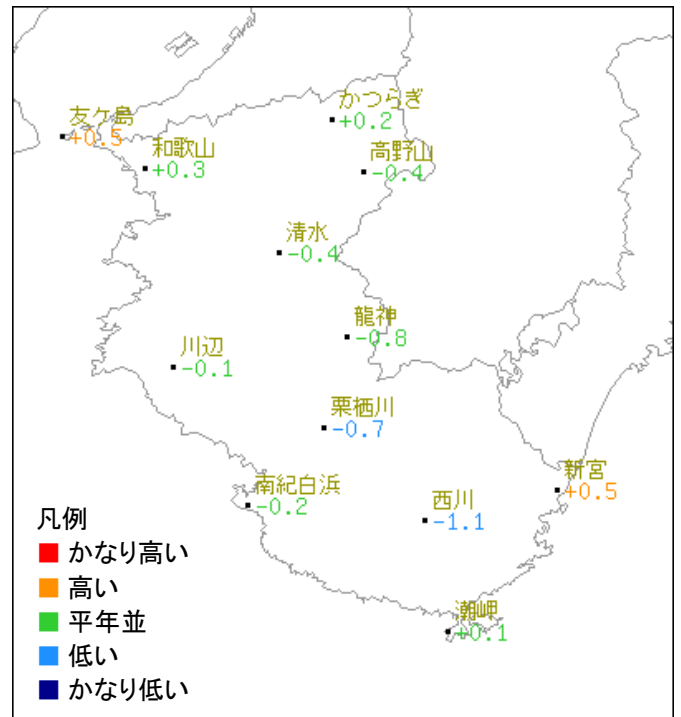 かつらぎ
+0.2
友ケ島
+0.5
和歌山
+0.3
高野山
-0.4
清水
-0.4
龍神
-0.8
川辺
-0.1
栗栖川
-0.7
新宮
+0.5
南紀白浜
-0.2
西川
-1.1
潮岬
+0.1
凡例
かなり高い
高い
平年並
低い
かなり低い